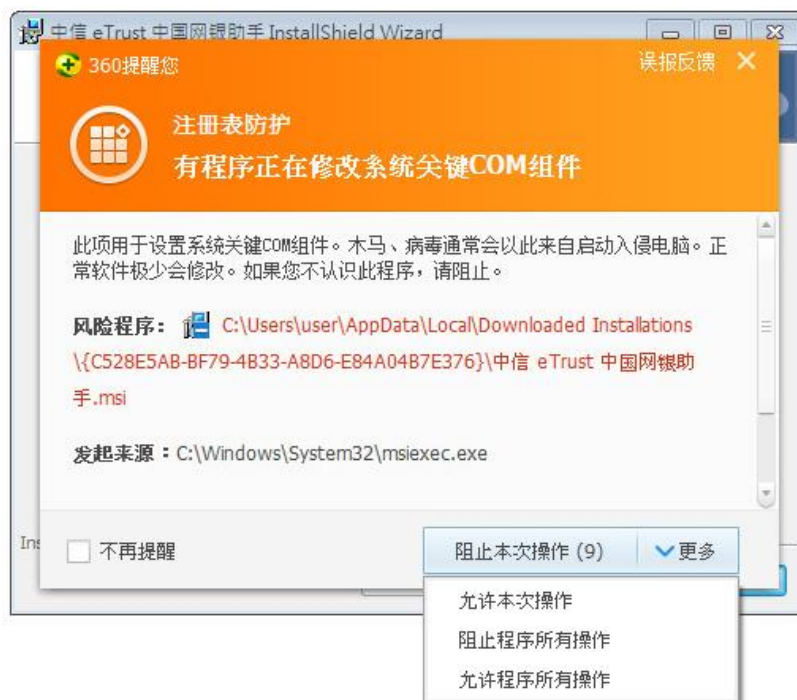 中信 eTrust 中国网银助手 InstallShield Wizard
360提醒您
误报反馈
注册表防护
有程序正在修改系统关键COM组件
此项用于设置系统关键COM组件。木马、病毒通常会以此来自启动入侵电脑。正
常软件极少会修改。如果您不认识此程序，请阻止。
风险程序： C:\Users\user\AppData\Local\Downloaded Installations
\{C528E5AB-BF79-4B33-A8D6-E84A04B7E376}\中信 eTrust 中国网银助
手.msi
发起来源：C:\Windows\System32\msiexec.exe
Ins
不再提醒
阻止本次操作 (9)
更多
允许本次操作
阻止程序所有操作
允许程序所有操作